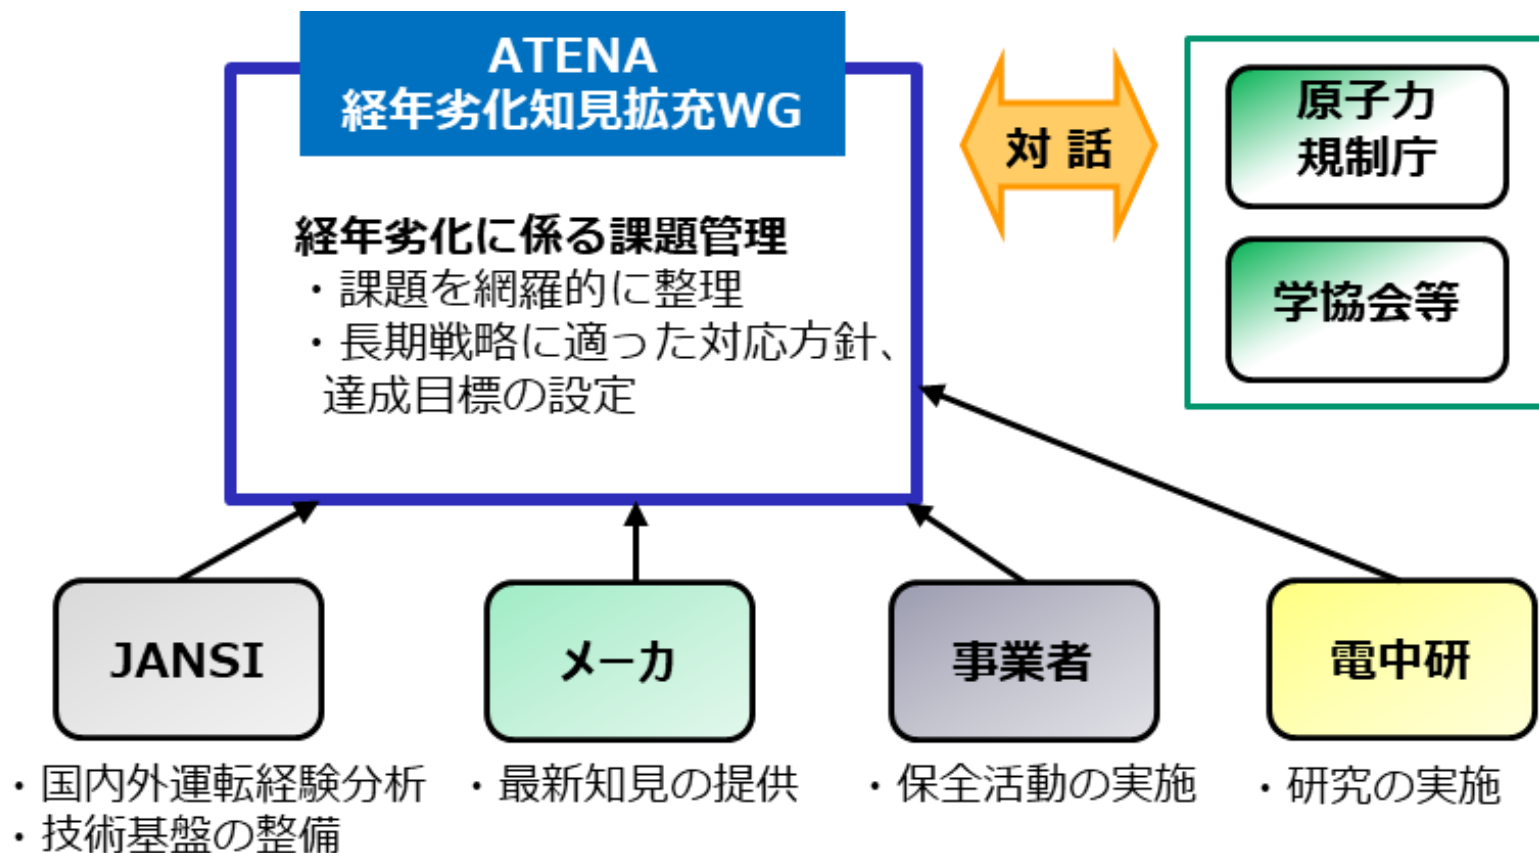 ATENA
経年劣化知見拡充WG
経年劣化に係る課題管理
・課題を網羅的に整理
・長期戦略に適った対応方針、
達成目標の設定
対 話
原子力
規制庁
学協会等
JANSI
メーカ
事業者
電中研
・国内外運転経験分析
・技術基盤の整備
・最新知見の提供
・保全活動の実施
・研究の実施